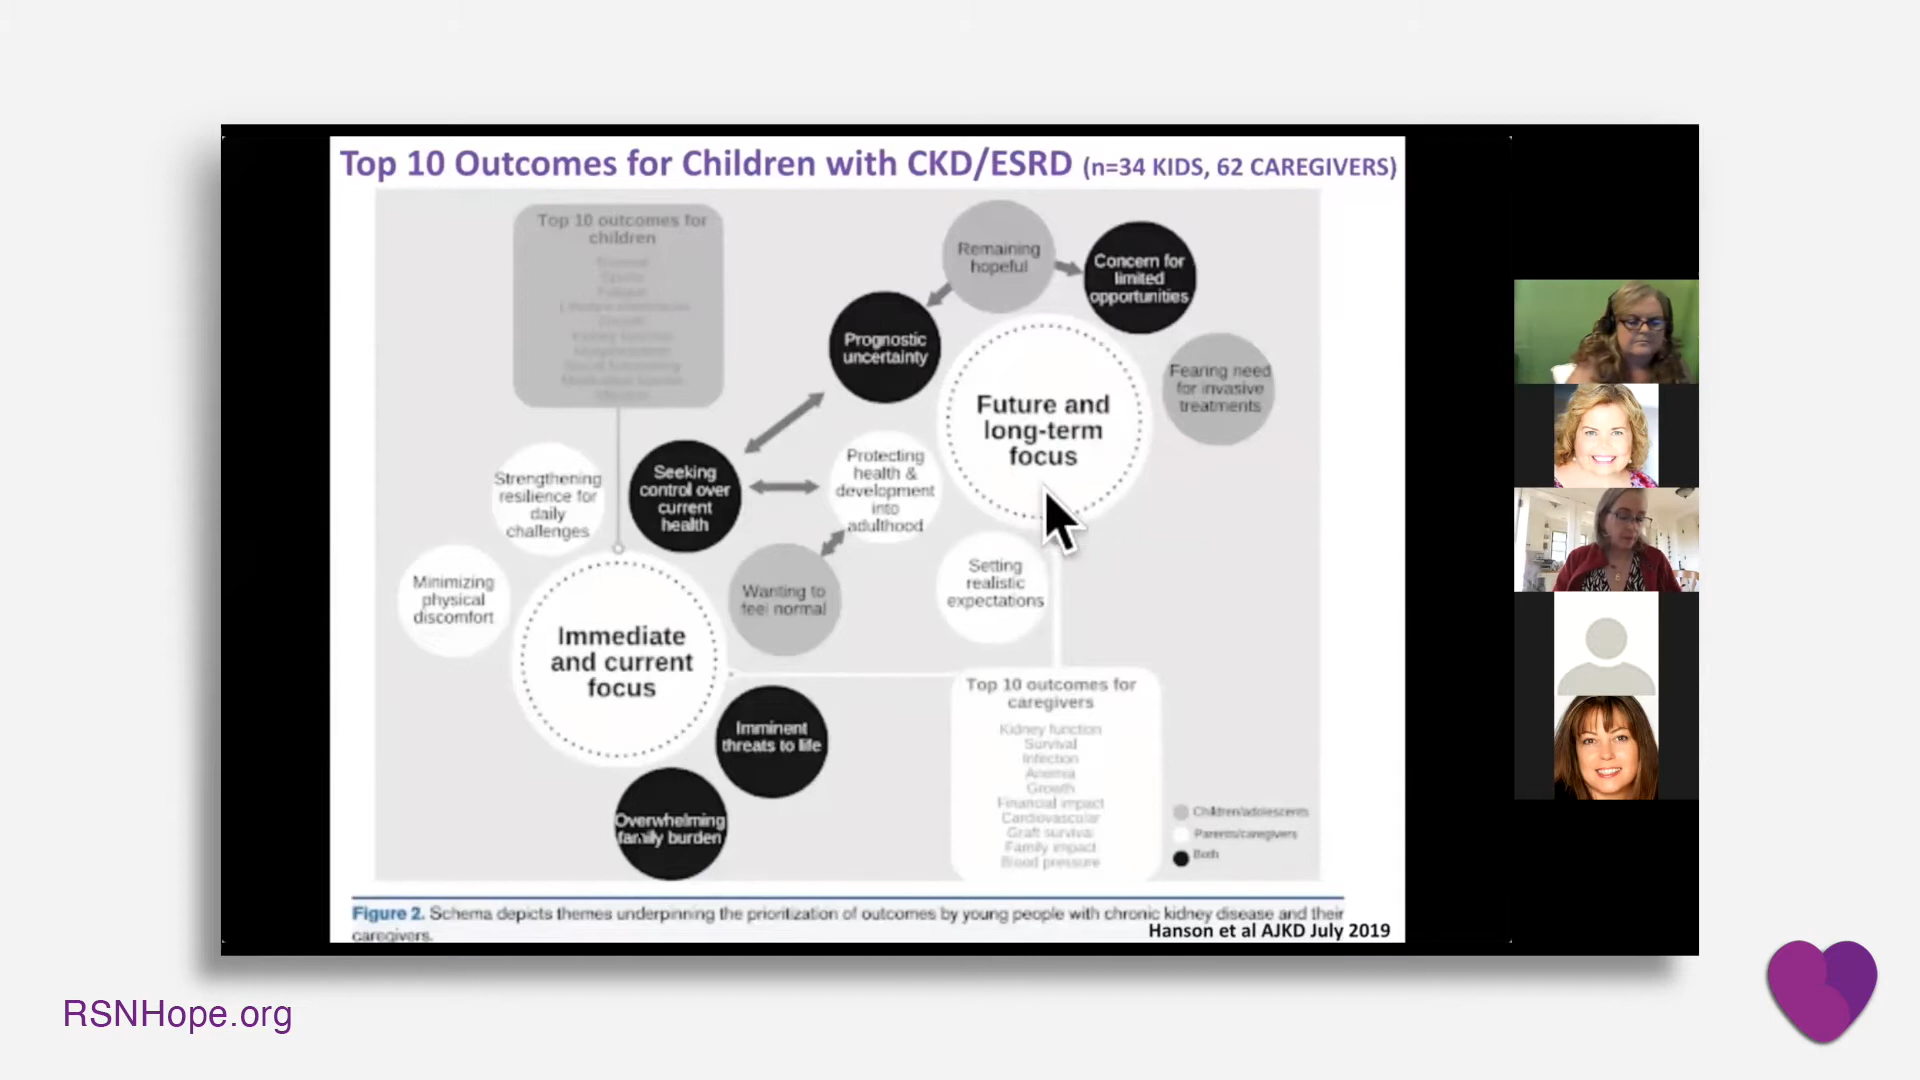 Top 10 Outcomes for Children with CKD/ESRD (n=34 KIDS, 62 CAREGIVERS)
Top 10 outcomes for
children
Survival
Remaining
hopeful
Concern for
limited
opportunities
Prognostic
uncertainty
Fearing need
for invasive
treatments
Future and
long-term
focus
Strengthening
resilience for
daily
challenges
Seeking
control over
current
health
Protecting
health &
development
into
adulthood
Minimizing
physical
discomfort
Wanting to
feel normal
Setting
realistic
expectations
Immediate
and current
focus
Imminent
threats to life
Overwhelming
family burden
Top 10 outcomes for
caregivers
Kidney function
Survival
Infection
Anemia
Growth
Financial impact
Cardiovascular
Graft survival
Family impact
Blood pressure
Children/adolescents
Parents/caregivers
Both
Figure 2. Schema depicts themes underpinning the prioritization of outcomes by young people with chronic kidney disease and their
caregivers.
Hanson et al AJKD July 2019
RSNHope.org